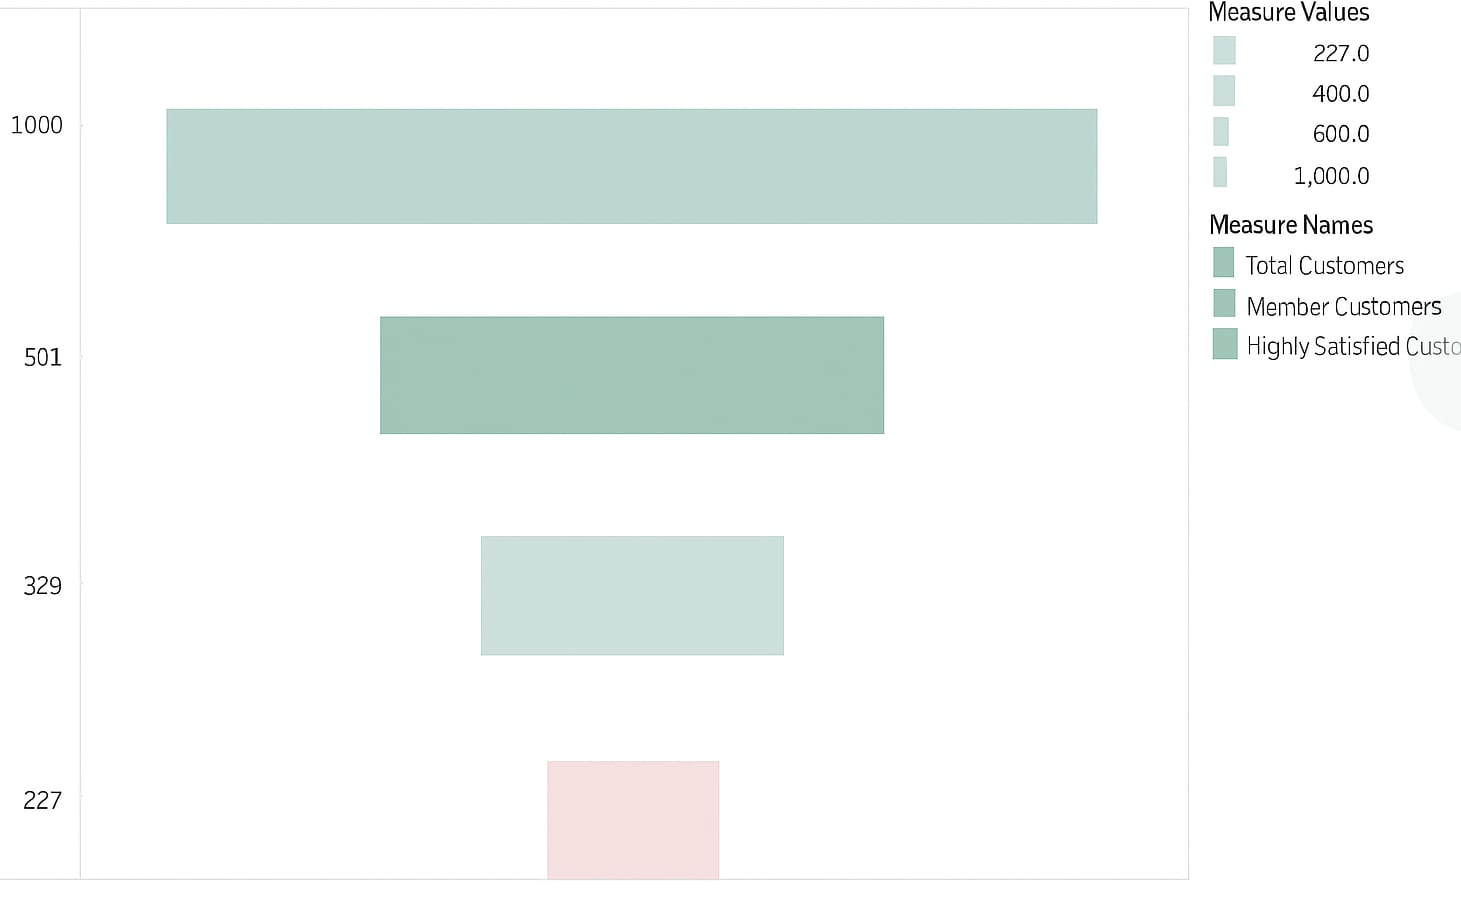 1000
501
329
227
Measure Values
227.0
400.0
600.0
1,000.0
Measure Names
Total Customers
Member Customers
Highly Satisfied Custo